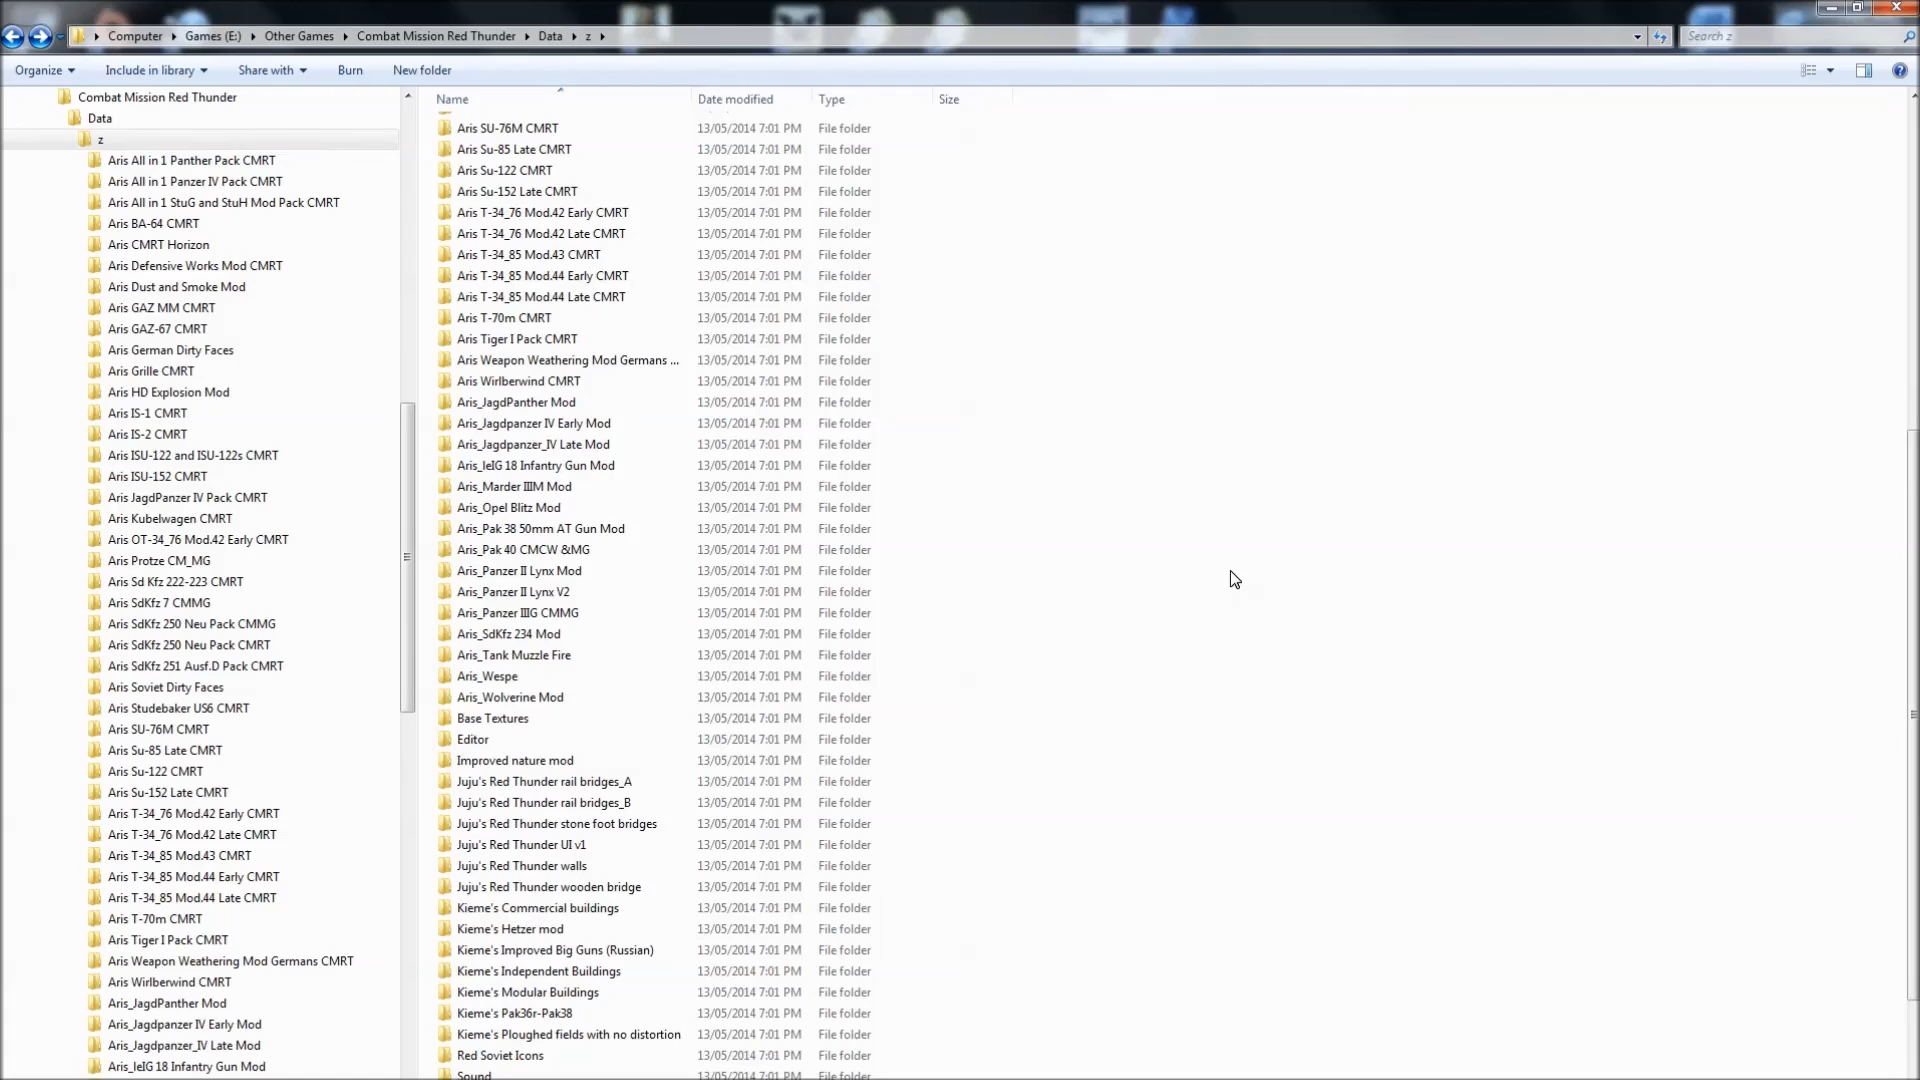 Computer Games (E:) Other Games Combat Mission Red Thunder Data z
Search z
Organize Include in library Share with Burn New folder
Combat Mission Red Thunder
Data
z
Aris All in 1 Panther Pack CMRT
Aris All in 1 Panzer IV Pack CMRT
Aris All in 1 StuG and StuH Mod Pack CMRT
Aris BA-64 CMRT
Aris CMRT Horizon
Aris Defensive Works Mod CMRT
Aris Dust and Smoke Mod
Aris GAZ MM CMRT
Aris GAZ-67 CMRT
Aris German Dirty Faces
Aris Grille CMRT
Aris HD Explosion Mod
Aris IS-1 CMRT
Aris IS-2 CMRT
Aris ISU-122 and ISU-122s CMRT
Aris ISU-152 CMRT
Aris JagdPanzer IV Pack CMRT
Aris Kubelwagen CMRT
Aris OT-34_76 Mod.42 Early CMRT
Aris Protze CM_MG
Aris Sd Kfz 222-223 CMRT
Aris SdKfz 7 CMMG
Aris SdKfz 250 Neu Pack CMMG
Aris SdKfz 250 Neu Pack CMRT
Aris SdKfz 251 Ausf.D Pack CMRT
Aris Soviet Dirty Faces
Aris Studebaker US6 CMRT
Aris SU-76M CMRT
Aris Su-85 Late CMRT
Aris Su-122 CMRT
Aris Su-152 Late CMRT
Aris T-34_76 Mod.42 Early CMRT
Aris T-34_76 Mod.42 Late CMRT
Aris T-34_85 Mod.43 CMRT
Aris T-34_85 Mod.44 Early CMRT
Aris T-34_85 Mod.44 Late CMRT
Aris T-70m CMRT
Aris Tiger I Pack CMRT
Aris Weapon Weathering Mod Germans CMRT
Aris Wirlberwind CMRT
Aris_JagdPanther Mod
Aris_Jagdpanzer IV Early Mod
Aris_Jagdpanzer_IV Late Mod
Aris_leIG 18 Infantry Gun Mod
Name Date modified Type Size
Aris SU-76M CMRT 13/05/2014 7:01 PM File folder
Aris Su-85 Late CMRT 13/05/2014 7:01 PM File folder
Aris Su-122 CMRT 13/05/2014 7:01 PM File folder
Aris Su-152 Late CMRT 13/05/2014 7:01 PM File folder
Aris T-34_76 Mod.42 Early CMRT 13/05/2014 7:01 PM File folder
Aris T-34_76 Mod.42 Late CMRT 13/05/2014 7:01 PM File folder
Aris T-34_85 Mod.43 CMRT 13/05/2014 7:01 PM File folder
Aris T-34_85 Mod.44 Early CMRT 13/05/2014 7:01 PM File folder
Aris T-34_85 Mod.44 Late CMRT 13/05/2014 7:01 PM File folder
Aris T-70m CMRT 13/05/2014 7:01 PM File folder
Aris Tiger I Pack CMRT 13/05/2014 7:01 PM File folder
Aris Weapon Weathering Mod Germans ... 13/05/2014 7:01 PM File folder
Aris Wirlberwind CMRT 13/05/2014 7:01 PM File folder
Aris_JagdPanther Mod 13/05/2014 7:01 PM File folder
Aris_Jagdpanzer IV Early Mod 13/05/2014 7:01 PM File folder
Aris_Jagdpanzer_IV Late Mod 13/05/2014 7:01 PM File folder
Aris_leIG 18 Infantry Gun Mod 13/05/2014 7:01 PM File folder
Aris_Marder IIIM Mod 13/05/2014 7:01 PM File folder
Aris_Opel Blitz Mod 13/05/2014 7:01 PM File folder
Aris_Pak 38 50mm AT Gun Mod 13/05/2014 7:01 PM File folder
Aris_Pak 40 CMCW &MG 13/05/2014 7:01 PM File folder
Aris_Panzer II Lynx Mod 13/05/2014 7:01 PM File folder
Aris_Panzer II Lynx V2 13/05/2014 7:01 PM File folder
Aris_Panzer IIIG CMMG 13/05/2014 7:01 PM File folder
Aris_SdKfz 234 Mod 13/05/2014 7:01 PM File folder
Aris_Tank Muzzle Fire 13/05/2014 7:01 PM File folder
Aris_Wespe 13/05/2014 7:01 PM File folder
Aris_Wolverine Mod 13/05/2014 7:01 PM File folder
Base Textures 13/05/2014 7:01 PM File folder
Editor 13/05/2014 7:01 PM File folder
Improved nature mod 13/05/2014 7:01 PM File folder
Juju's Red Thunder rail bridges_A 13/05/2014 7:01 PM File folder
Juju's Red Thunder rail bridges_B 13/05/2014 7:01 PM File folder
Juju's Red Thunder stone foot bridges 13/05/2014 7:01 PM File folder
Juju's Red Thunder UI v1 13/05/2014 7:01 PM File folder
Juju's Red Thunder walls 13/05/2014 7:01 PM File folder
Juju's Red Thunder wooden bridge 13/05/2014 7:01 PM File folder
Kieme's Commercial buildings 13/05/2014 7:01 PM File folder
Kieme's Hetzer mod 13/05/2014 7:01 PM File folder
Kieme's Improved Big Guns (Russian) 13/05/2014 7:01 PM File folder
Kieme's Independent Buildings 13/05/2014 7:01 PM File folder
Kieme's Modular Buildings 13/05/2014 7:01 PM File folder
Kieme's Pak36r-Pak38 13/05/2014 7:01 PM File folder
Kieme's Ploughed fields with no distortion 13/05/2014 7:01 PM File folder
Red Soviet Icons 13/05/2014 7:01 PM File folder
Sound 13/05/2014 7:01 PM File folder